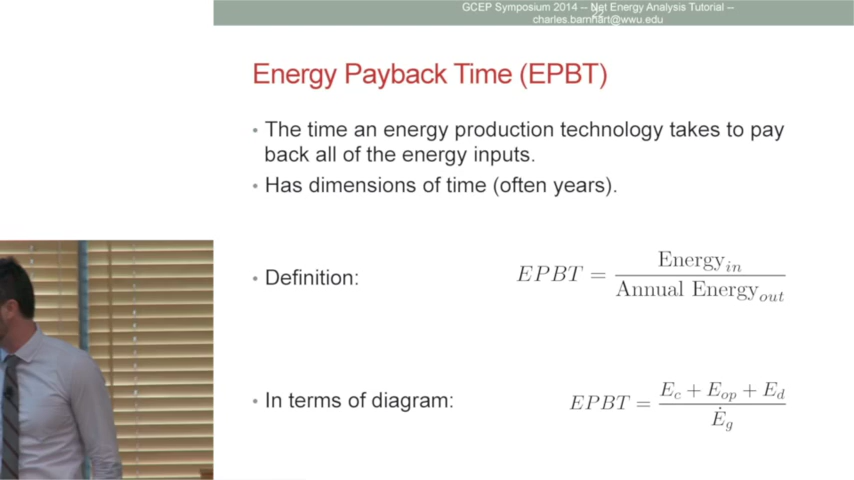 GCEP Symposium 2014 -- Net Energy Analysis Tutorial --
charles.barnhart@wwu.edu
Energy Payback Time (EPBT)
• The time an energy production technology takes to pay
back all of the energy inputs.
• Has dimensions of time (often years).
• Definition:
EPBT = Energy_in / Annual Energy_out
• In terms of diagram:
EPBT = (E_c + E_op + E_d) / Ė_g